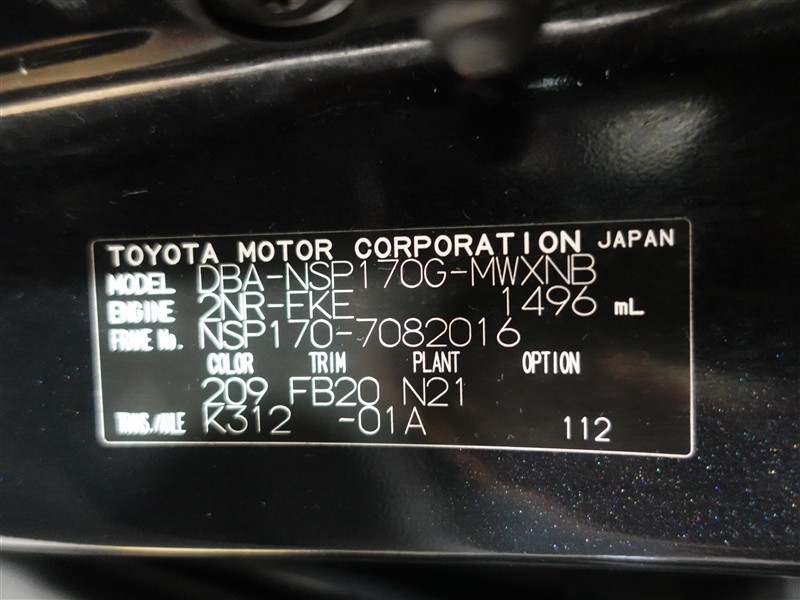 TOYOTA MOTOR CORPORATION JAPAN
MODEL DBA-NSP170G-MWXNB
ENGINE 2NR-FKE 1496 mL
FRAME No. NSP170-7082016
COLOR TRIM PLANT OPTION
209 FB20 N21
TRANS./AXLE K312 -01A 112